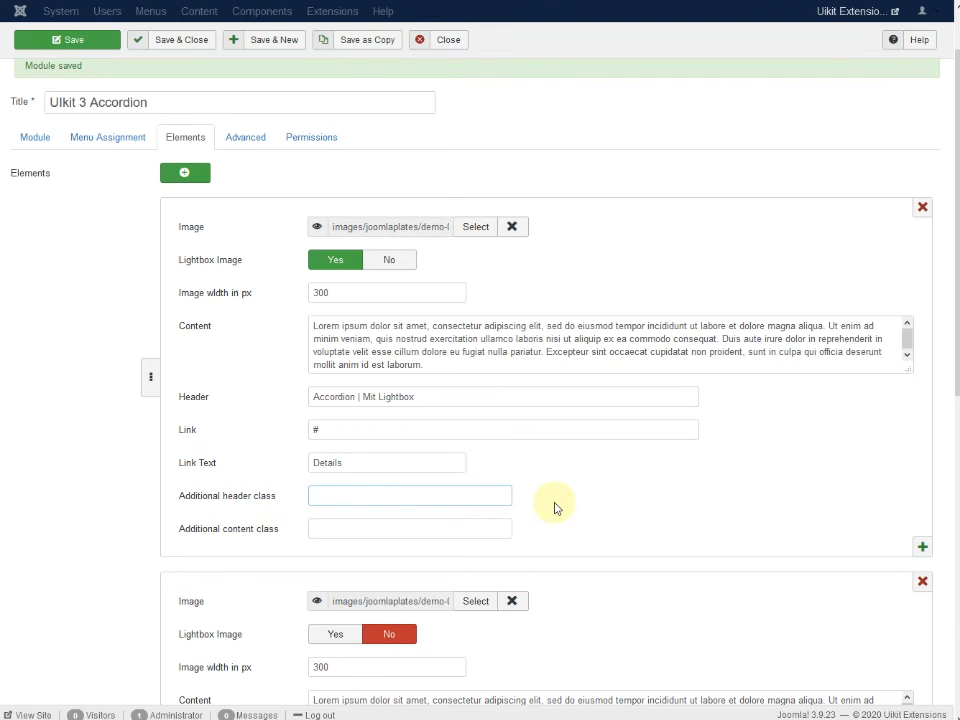 System Users Menus Content Components Extensions Help Uikit Extensio...
Save Save & Close Save & New Save as Copy Close Help
Module saved
Title * UIkit 3 Accordion
Module Menu Assignment Elements Advanced Permissions
Elements
Image images/joomlaplates/demo-l Select
Lightbox Image Yes No
Image width in px 300
Content Lorem ipsum dolor sit amet, consectetur adipiscing elit, sed do eiusmod tempor incididunt ut labore et dolore magna aliqua. Ut enim ad
minim veniam, quis nostrud exercitation ullamco laboris nisi ut aliquip ex ea commodo consequat. Duis aute irure dolor in reprehenderit in
voluptate velit esse cillum dolore eu fugiat nulla pariatur. Excepteur sint occaecat cupidatat non proident, sunt in culpa qui officia deserunt
mollit anim id est laborum.
Header Accordion | Mit Lightbox
Link #
Link Text Details
Additional header class
Additional content class
Image images/joomlaplates/demo-l Select
Lightbox Image Yes No
Image width in px 300
Content Lorem ipsum dolor sit amet, consectetur adipiscing elit, sed do eiusmod tempor incididunt ut labore et dolore magna aliqua. Ut enim ad
View Site 0 Visitors 1 Administrator 0 Messages Log out Joomla! 3.9.23 — © 2020 Uikit Extensions